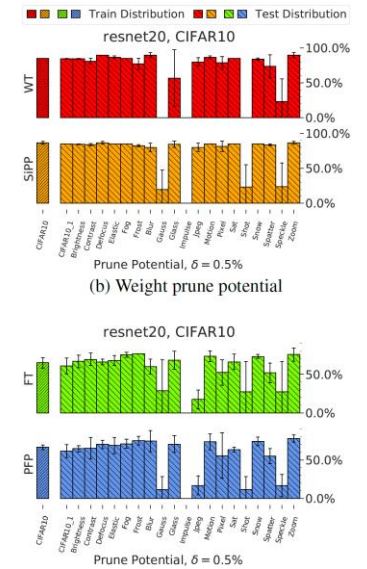 Train Distribution Test Distribution
resnet20, CIFAR10
100.0%
WT
50.0%
0.0%
100.0%
SiPP
50.0%
0.0%
CIFAR10 CIFAR10_1 Brightness Contrast Defocus Elastic Fog Frost Blur Gauss Glass Impulse Jpeg Motion Pixel Sat Shot Snow Spatter Speckle Zoom
Prune Potential, δ = 0.5%
(b) Weight prune potential
resnet20, CIFAR10
FT
50.0%
0.0%
PFP
50.0%
0.0%
CIFAR10 CIFAR10_1 Brightness Contrast Defocus Elastic Fog Frost Blur Gauss Glass Impulse Jpeg Motion Pixel Sat Shot Snow Spatter Speckle Zoom
Prune Potential, δ = 0.5%